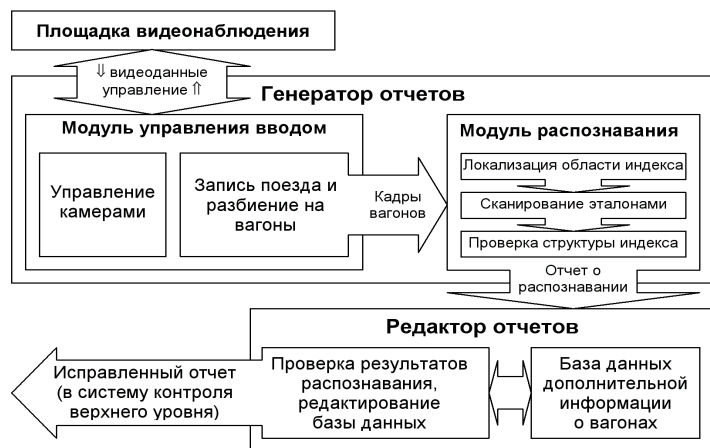 Площадка видеонаблюдения
⇓ видеоданные
управление ⇑
Генератор отчетов
Модуль управления вводом
Управление
камерами
Запись поезда и
разбиение на
вагоны
Кадры
вагонов
Модуль распознавания
Локализация области индекса
Сканирование эталонами
Проверка структуры индекса
Отчет о
распознавании
Редактор отчетов
Исправленный отчет
(в систему контроля
верхнего уровня)
Проверка результатов
распознавания,
редактирование
базы данных
База данных
дополнительной
информации
о вагонах